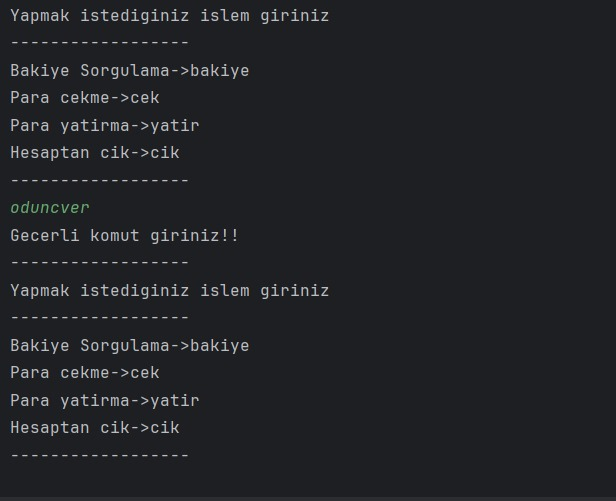 Yapmak istediginiz islem giriniz
------------------
Bakiye Sorgulama->bakiye
Para cekme->cek
Para yatirma->yatir
Hesaptan cik->cik
------------------
oduncver
Gecerli komut giriniz!!
------------------
Yapmak istediginiz islem giriniz
------------------
Bakiye Sorgulama->bakiye
Para cekme->cek
Para yatirma->yatir
Hesaptan cik->cik
------------------